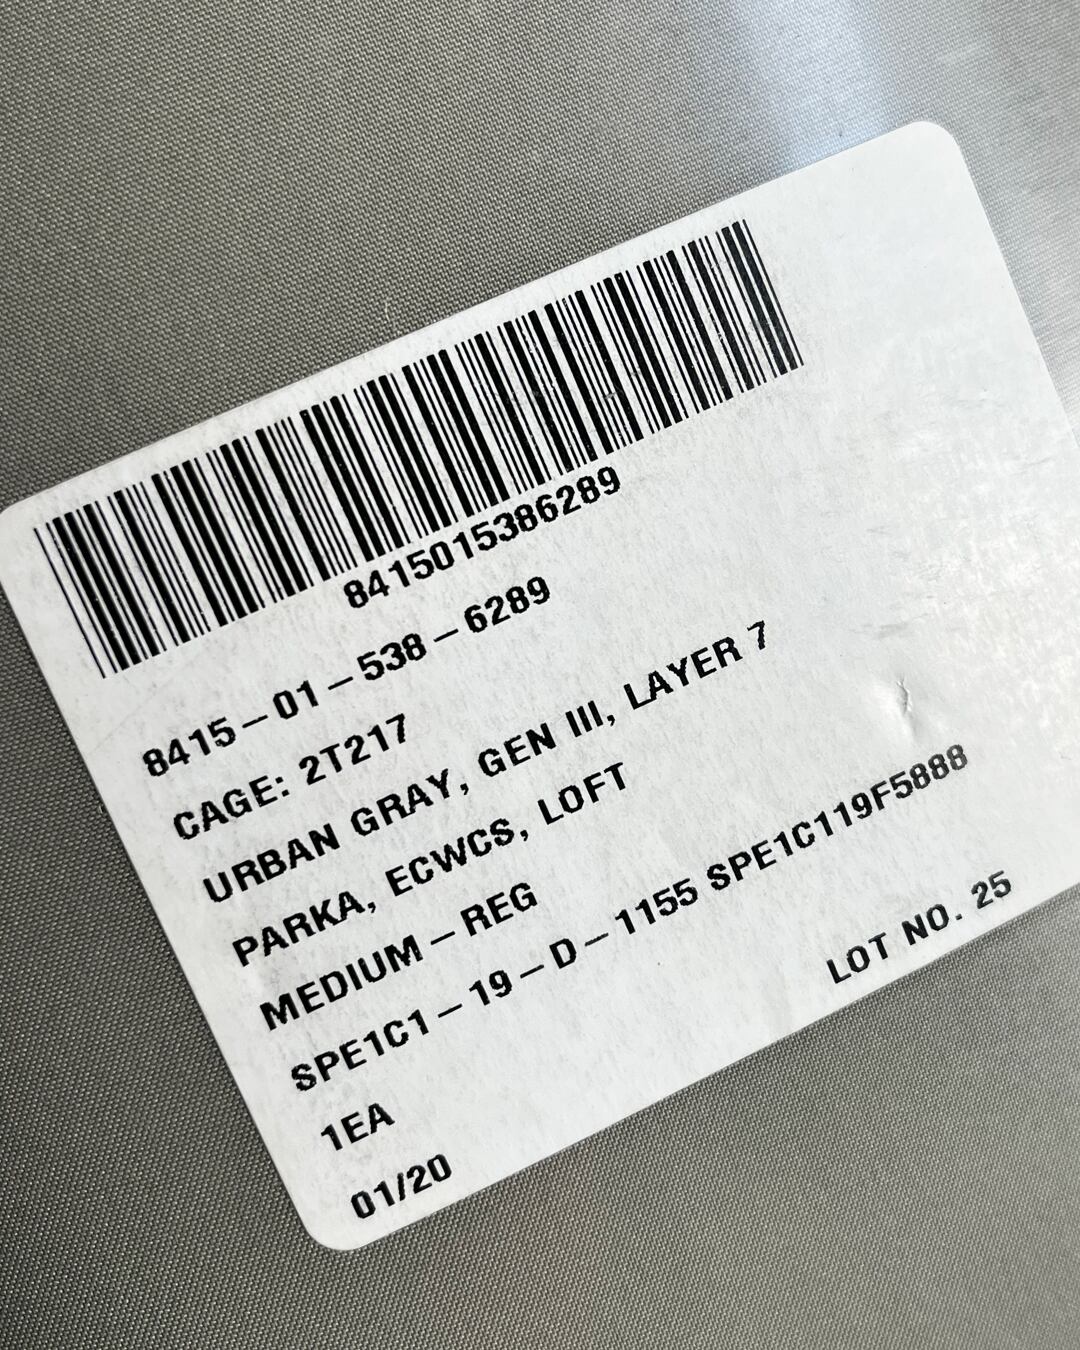 8415015386289
8415-01-538-6289
CAGE: 2T217
URBAN GRAY, GEN III, LAYER 7
PARKA, ECWCS, LOFT
MEDIUM-REG
SPE1C1-19-D-1155 SPE1C119F5888
1EA LOT NO. 25
01/20